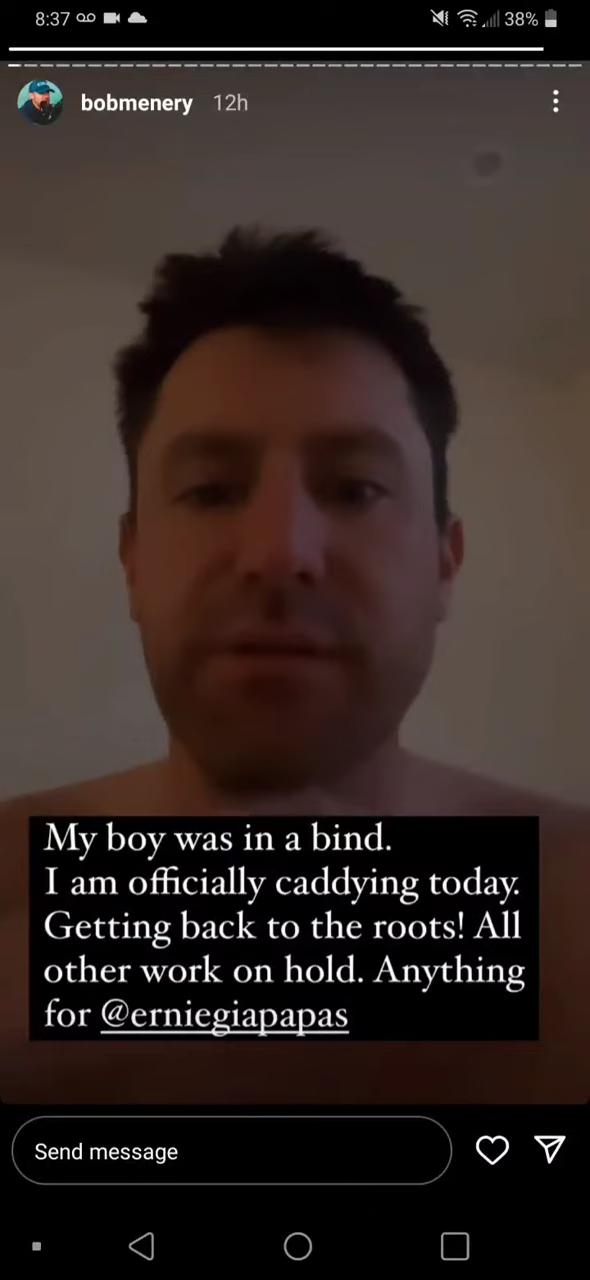 8:37 38%
bobmenery 12h
My boy was in a bind.
I am officially caddying today.
Getting back to the roots! All
other work on hold. Anything
for @erniegiapapas
Send message